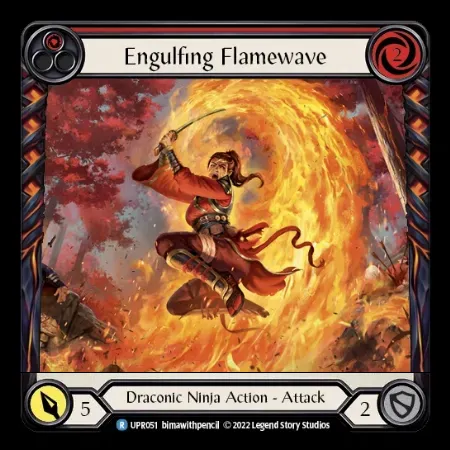 Engulfing Flamewave
2
5
Draconic Ninja Action - Attack
2
R UPR051 bimawithpencil © 2022 Legend Story Studios